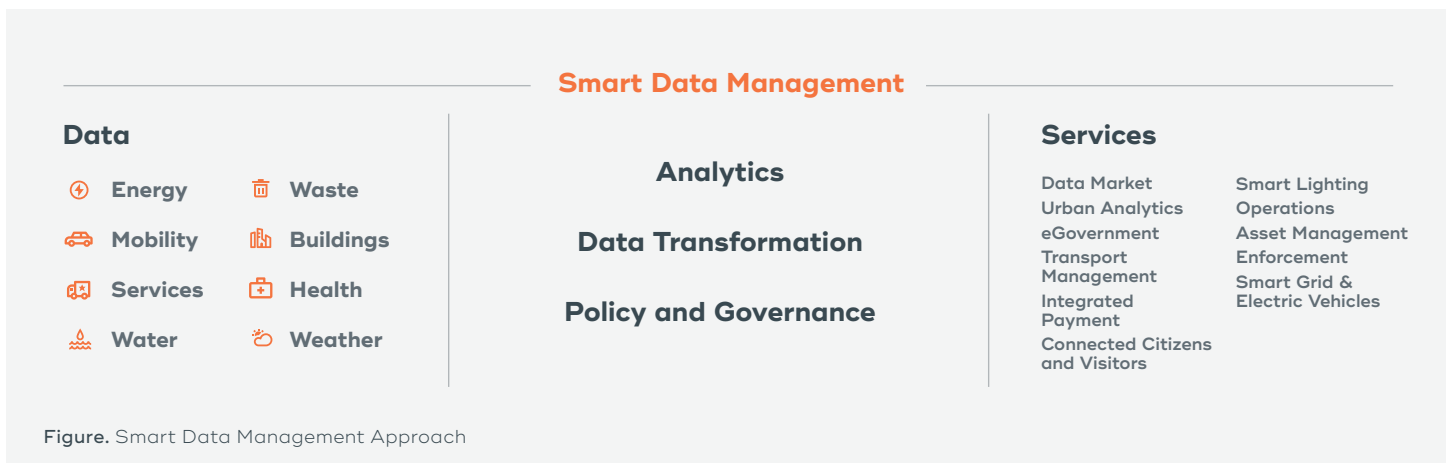 Smart Data Management
Data
Energy
Mobility
Services
Water
Waste
Buildings
Health
Weather
Analytics
Data Transformation
Policy and Governance
Services
Data Market
Urban Analytics
eGovernment
Transport
Management
Integrated
Payment
Connected Citizens
and Visitors
Smart Lighting
Operations
Asset Management
Enforcement
Smart Grid &
Electric Vehicles
Figure. Smart Data Management Approach